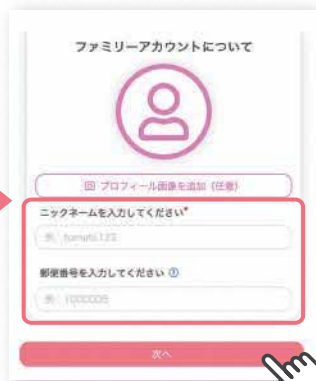 ファミリーアカウントについて
プロフィール画像を追加（任意）
ニックネームを入力してください*
郵便番号を入力してください
例
例 1000005
次へ